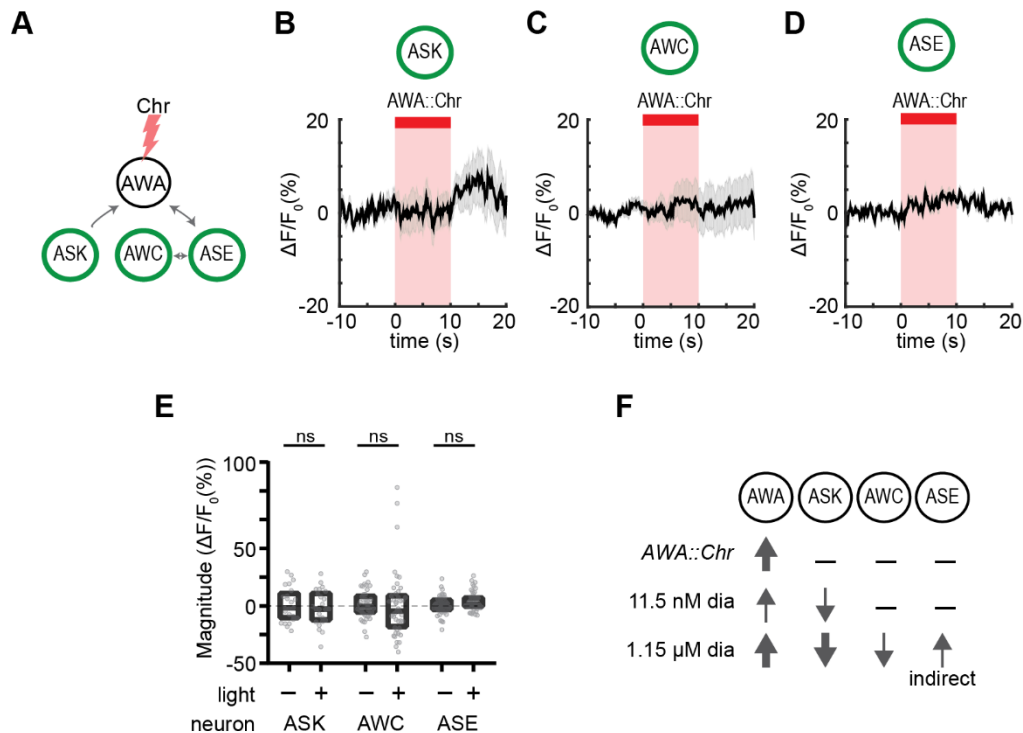 A
Chr
AWA
ASK AWC ASE
B
ASK
AWA::Chr
20
0
-20
ΔF/F0(%)
-10 0 10 20
time (s)
C
AWC
AWA::Chr
20
0
-20
ΔF/F0(%)
-10 0 10 20
time (s)
D
ASE
AWA::Chr
20
0
-20
ΔF/F0(%)
-10 0 10 20
time (s)
E
ns ns ns
100
50
0
-50
Magnitude (ΔF/F0(%))
light − + − + − +
neuron ASK AWC ASE
F
AWA ASK AWC ASE
AWA::Chr
11.5 nM dia
1.15 µM dia
indirect